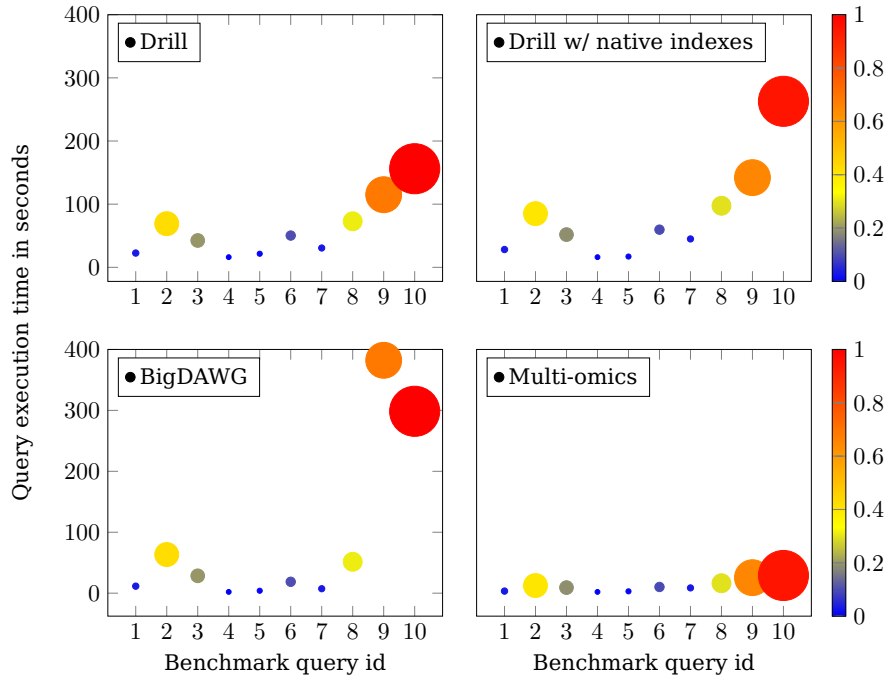 Query execution time in seconds
400
300
200
100
0
Drill
1 2 3 4 5 6 7 8 9 10
Drill w/ native indexes
1 2 3 4 5 6 7 8 9 10
1
0.8
0.6
0.4
0.2
0
400
300
200
100
0
BigDAWG
1 2 3 4 5 6 7 8 9 10
Benchmark query id
Multi-omics
1 2 3 4 5 6 7 8 9 10
Benchmark query id
1
0.8
0.6
0.4
0.2
0